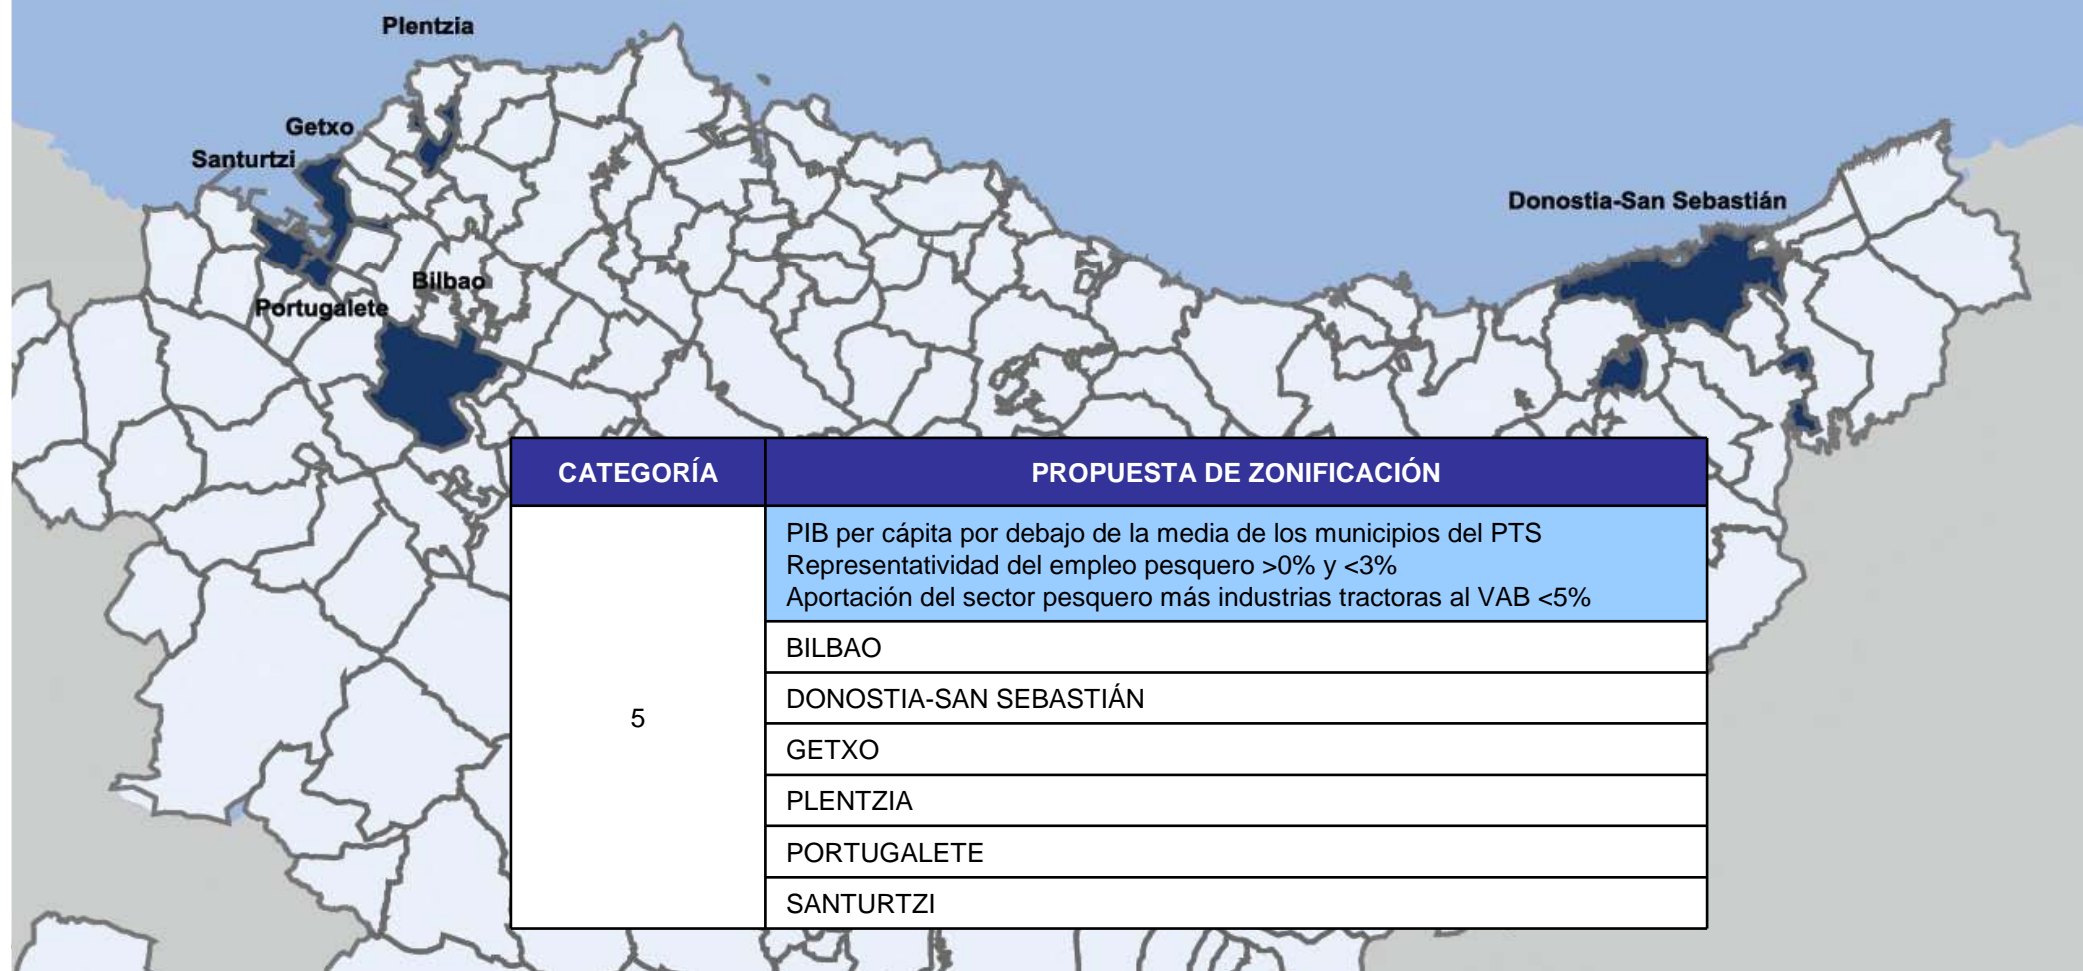 Plentzia
Getxo
Santurtzi
Donostia-San Sebastián
Bilbao
Portugalete
CATEGORÍA
PROPUESTA DE ZONIFICACIÓN
5
PIB per cápita por debajo de la media de los municipios del PTS
Representatividad del empleo pesquero >0% y <3%
Aportación del sector pesquero más industrias tractoras al VAB <5%
BILBAO
DONOSTIA-SAN SEBASTIÁN
GETXO
PLENTZIA
PORTUGALETE
SANTURTZI